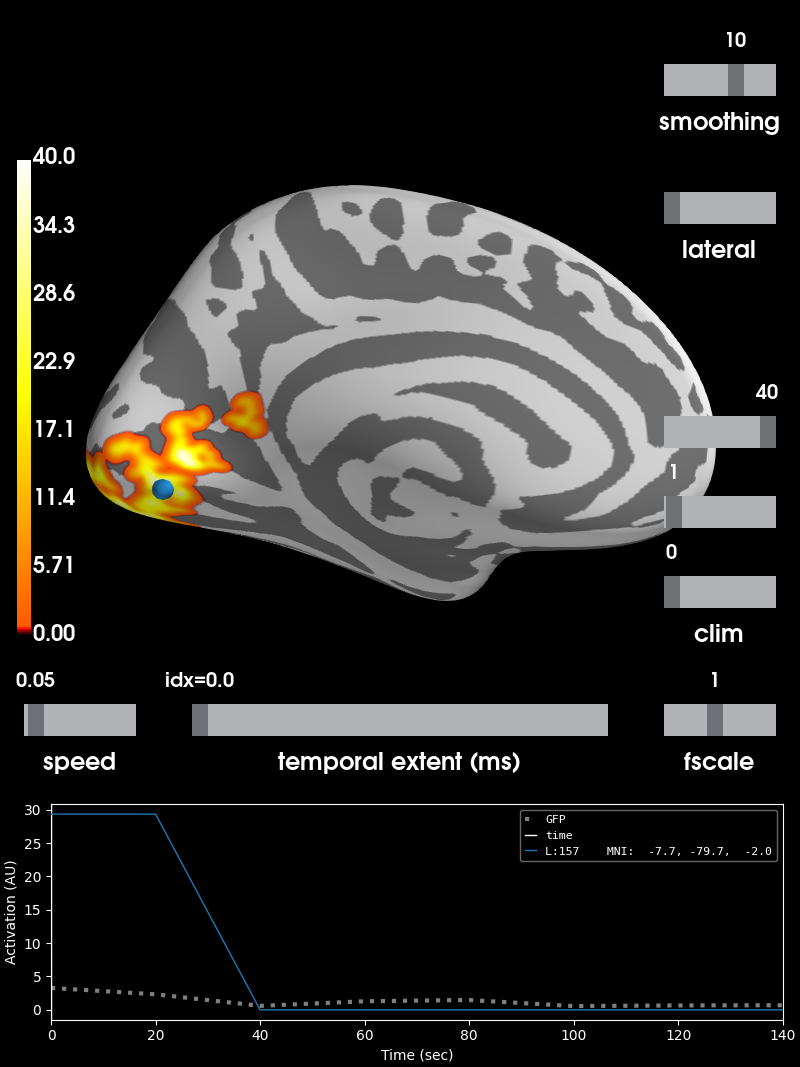 10
smoothing
lateral
40
1
0
clim
40.0
34.3
28.6
22.9
17.1
11.4
5.71
0.00
0.05
idx=0.0
1
speed
temporal extent (ms)
fscale
30
25
20
15
10
5
0
Activation (AU)
GFP
time
L:157 MNI: -7.7, -79.7, -2.0
0 20 40 60 80 100 120 140
Time (sec)